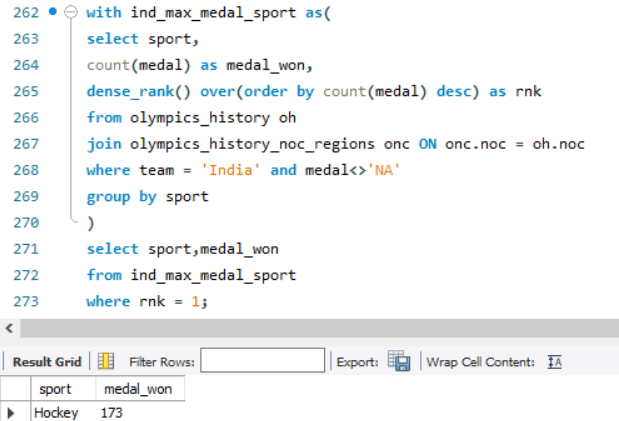 262 with ind_max_medal_sport as(
263 select sport,
264 count(medal) as medal_won,
265 dense_rank() over(order by count(medal) desc) as rnk
266 from olympics_history oh
267 join olympics_history_noc_regions onc ON onc.noc = oh.noc
268 where team = 'India' and medal<>'NA'
269 group by sport
270 )
271 select sport,medal_won
272 from ind_max_medal_sport
273 where rnk = 1;
Result Grid Filter Rows: Export: Wrap Cell Content: IA
sport medal_won
Hockey 173